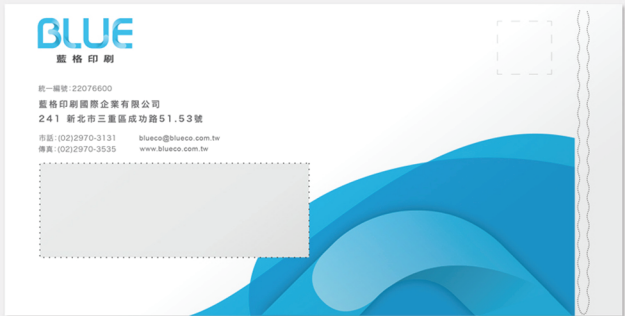 BLUE
藍格印刷
統一編號:22076600
藍格印刷國際企業有限公司
241 新北市三重區成功路51.53號
市話:(02)2970-3131 blueco@blueco.com.tw
傳真:(02)2970-3535 www.blueco.com.tw